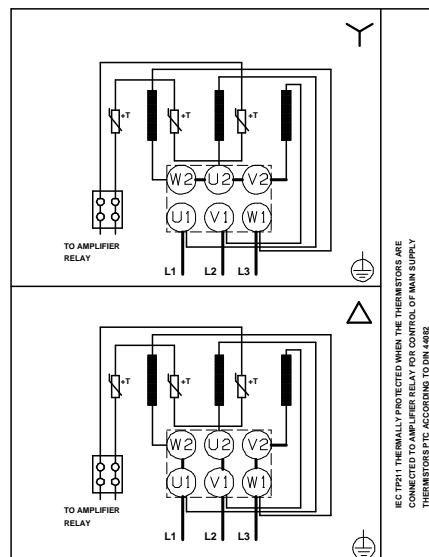 +T +T +T
W2 U2 V2
U1 V1 W1
TO AMPLIFIER
RELAY
L1 L2 L3
+T +T +T
W2 U2 V2
U1 V1 W1
TO AMPLIFIER
RELAY
L1 L2 L3
IEC TP211 THERMALLY PROTECTED WHEN THE THERMISTORS ARE
CONNECTED TO AMPLIFIER RELAY FOR CONTROL OF MAIN SUPPLY
THERMISTORS PTC ACCORDING TO DIN 44082